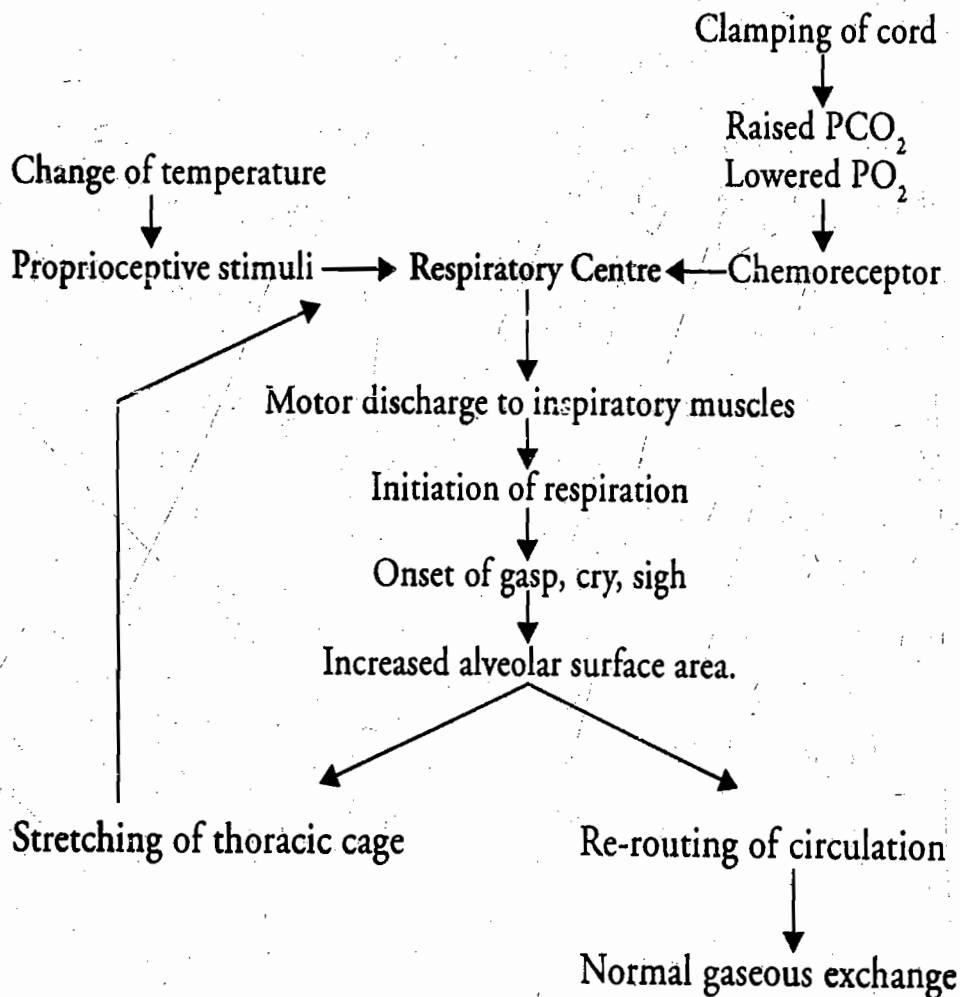 Clamping of cord
Raised PCO₂
Lowered PO₂
Change of temperature
Proprioceptive stimuli
Respiratory Centre
Chemoreceptor
Motor discharge to inspiratory muscles
Initiation of respiration
Onset of gasp, cry, sigh
Increased alveolar surface area.
Stretching of thoracic cage
Re-routing of circulation
Normal gaseous exchange